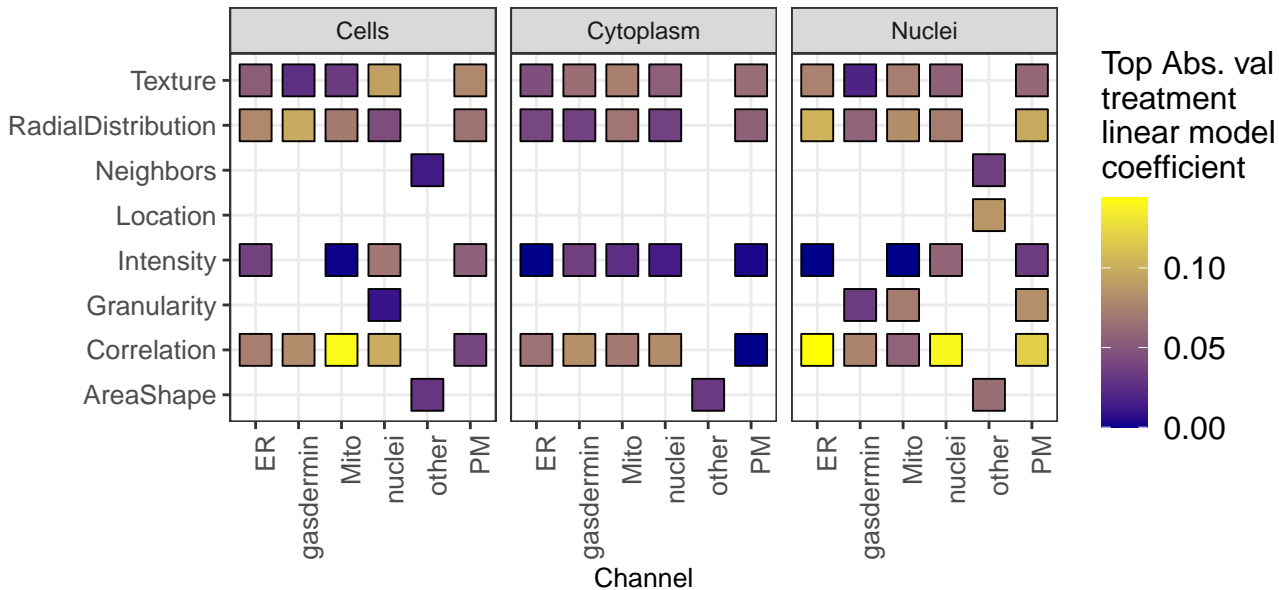 Cells
Cytoplasm
Nuclei
Texture
RadialDistribution
Neighbors
Location
Intensity
Granularity
Correlation
AreaShape
ER
gasdermin
Mito
nuclei
other
PM
ER
gasdermin
Mito
nuclei
other
PM
ER
gasdermin
Mito
nuclei
other
PM
Channel
Top Abs. val
treatment
linear model
coefficient
0.10
0.05
0.00